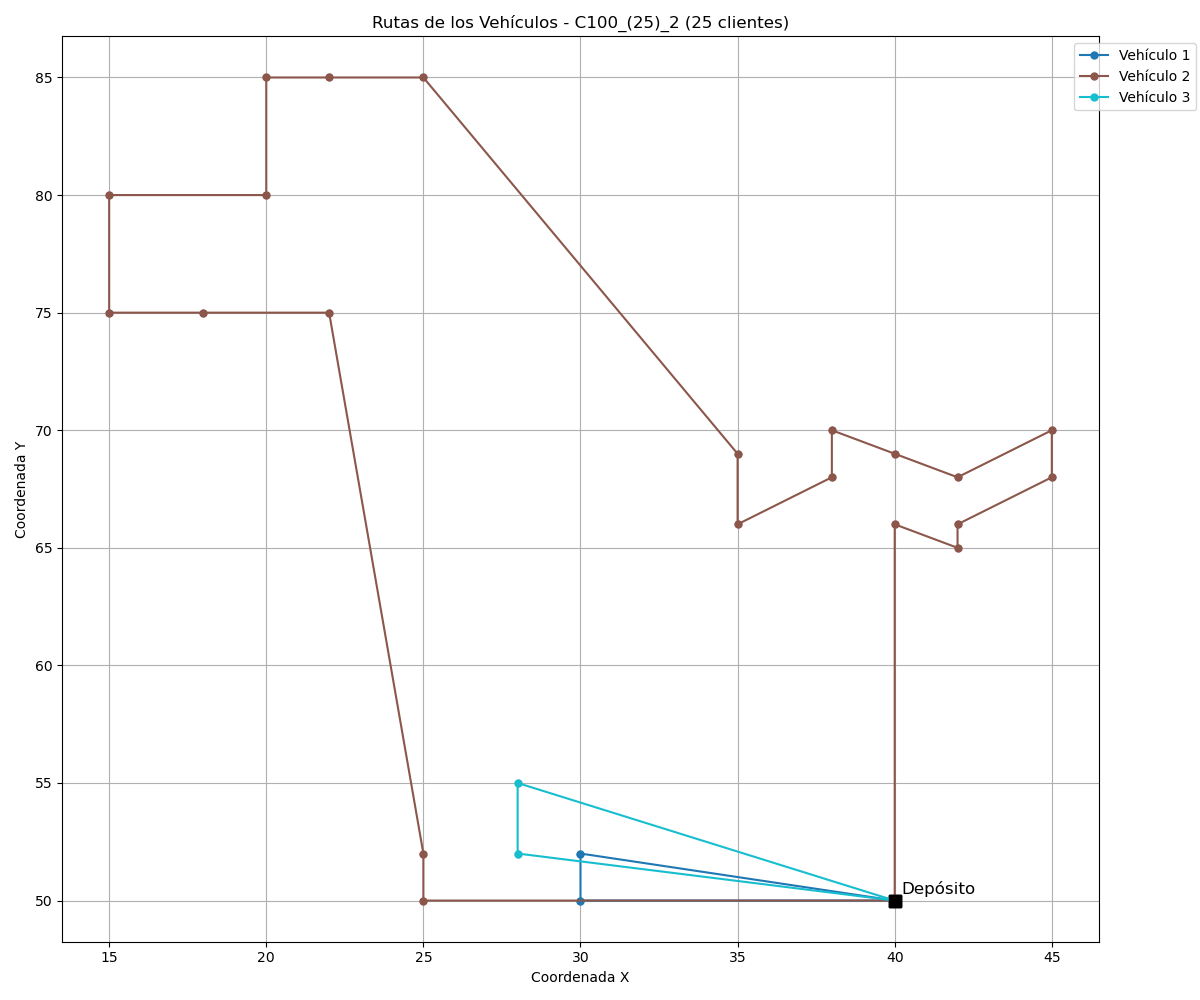 Rutas de los Vehículos - C100_(25)_2 (25 clientes)
Vehículo 1
Vehículo 2
Vehículo 3
Coordenada Y
85
80
75
70
65
60
55
50
Depósito
15 20 25 30 35 40 45
Coordenada X